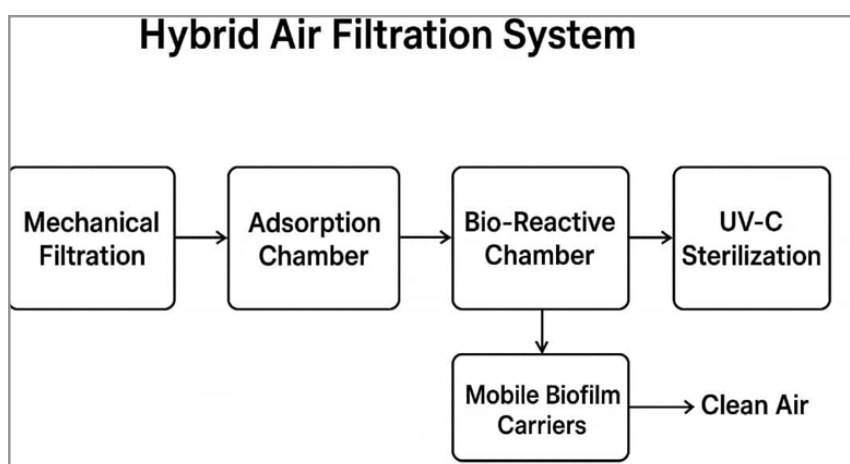 Hybrid Air Filtration System
Mechanical
Filtration
Adsorption
Chamber
Bio-Reactive
Chamber
UV-C
Sterilization
Mobile Biofilm
Carriers
Clean Air